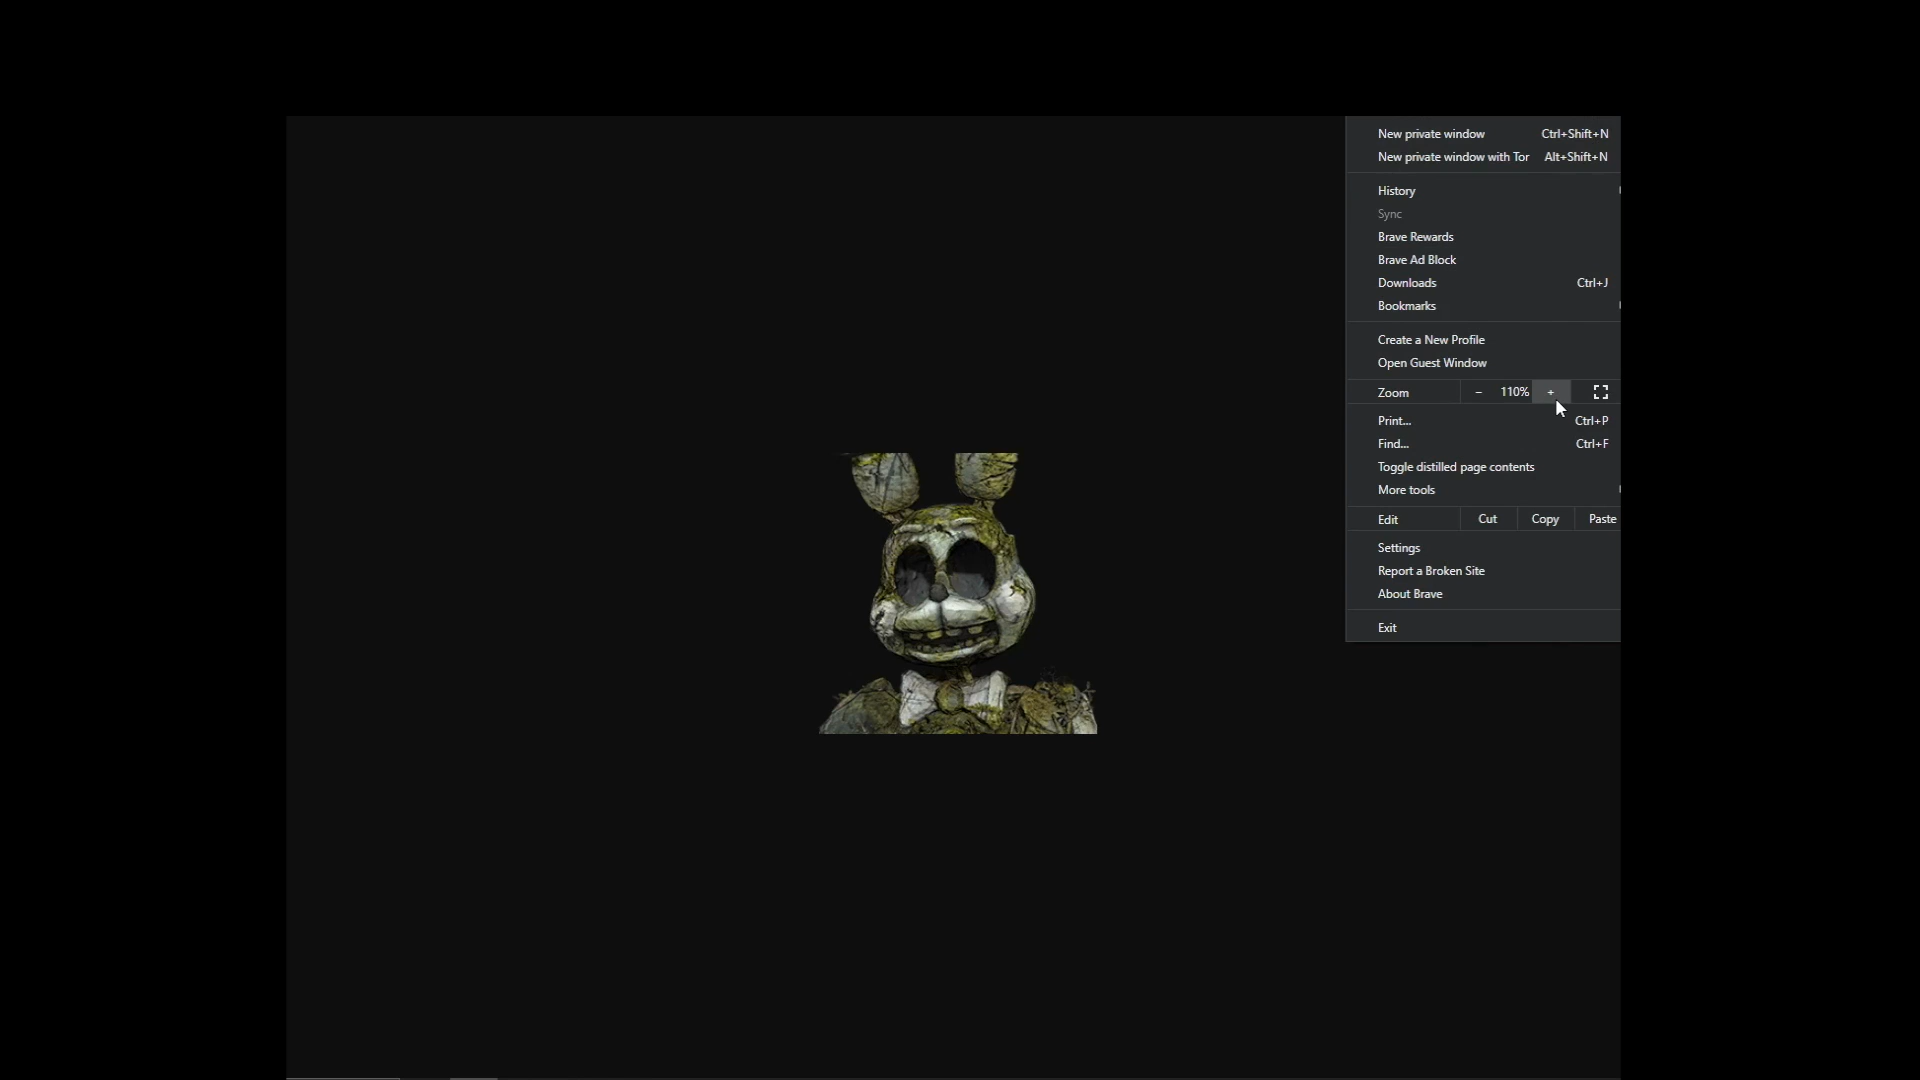 New private window Ctrl+Shift+N
New private window with Tor Alt+Shift+N
History
Sync
Brave Rewards
Brave Ad Block
Downloads Ctrl+J
Bookmarks
Create a New Profile
Open Guest Window
Zoom − 110% +
Print... Ctrl+P
Find... Ctrl+F
Toggle distilled page contents
More tools
Edit Cut Copy Paste
Settings
Report a Broken Site
About Brave
Exit